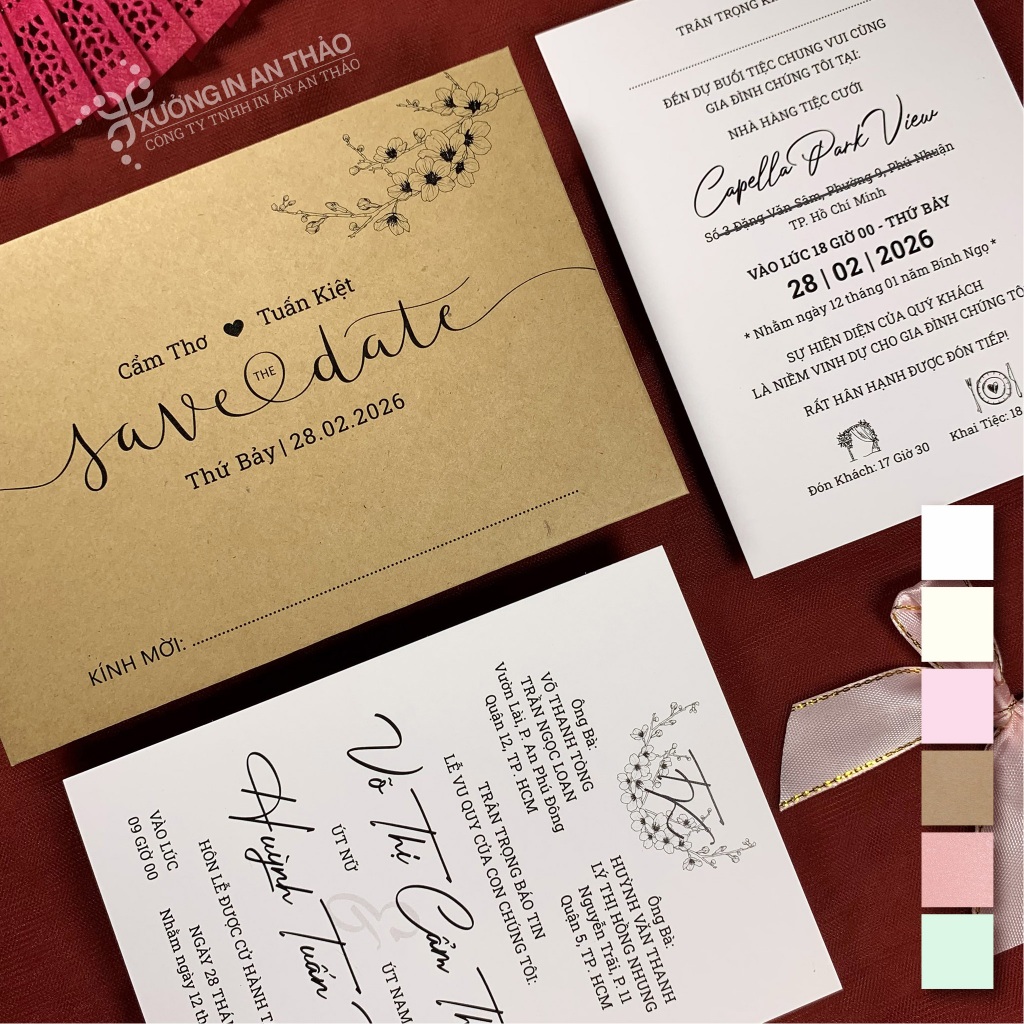 XƯỞNG IN AN THẢO
CÔNG TY TNHH IN ẤN AN THẢO
Cẩm Thơ
Tuấn Kiệt
save THE date
Thứ Bảy | 28.02.2026
KÍNH MỜI:
TRÂN TRỌNG
ĐẾN DỰ BUỔI TIỆC CHUNG VUI CÙNG
GIA ĐÌNH CHÚNG TÔI TẠI:
NHÀ HÀNG TIỆC CƯỚI
Capella Park View
Số 3 Đặng Văn Sâm, Phường 9, Phú Nhuận
TP. Hồ Chí Minh
VÀO LÚC 18 GIỜ 00 - THỨ BẢY
28 | 02 | 2026
* Nhằm ngày 12 tháng 01 năm Bính Ngọ *
SỰ HIỆN DIỆN CỦA QUÝ KHÁCH
LÀ NIỀM VINH DỰ CHO GIA ĐÌNH CHÚNG TÔ
RẤT HÂN HẠNH ĐƯỢC ĐÓN TIẾP!
Đón Khách: 17 Giờ 30
Khai Tiệc: 18
TK
Ông Bà:
VÕ THANH TÒNG
TRẦN NGỌC LOAN
Vườn Lài, P. An Phú Đông
Quận 12, TP. HCM
Ông Bà:
HUỲNH VĂN THANH
LÝ THỊ HỒNG NHUNG
Nguyễn Trãi, P. 11
Quận 5, TP. HCM
TRÂN TRỌNG BÁO TIN
LỄ VU QUY CỦA CON CHÚNG TÔI:
Võ Thị Cẩm Th
ÚT NỮ
&
ÚT NAM
Huỳnh Tuấn
HÔN LỄ ĐƯỢC CỬ HÀNH T
VÀO LÚC
09 GIỜ 00
NGÀY 28 THÁ
Nhằm ngày 12 th